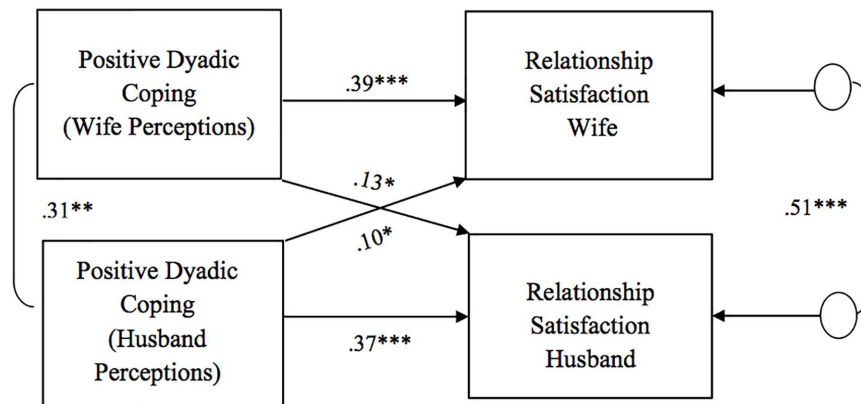 Positive Dyadic
Coping
(Wife Perceptions)
.39***
Relationship
Satisfaction
Wife
.13*
.31**
.10*
.51***
Positive Dyadic
Coping
(Husband
Perceptions)
.37***
Relationship
Satisfaction
Husband